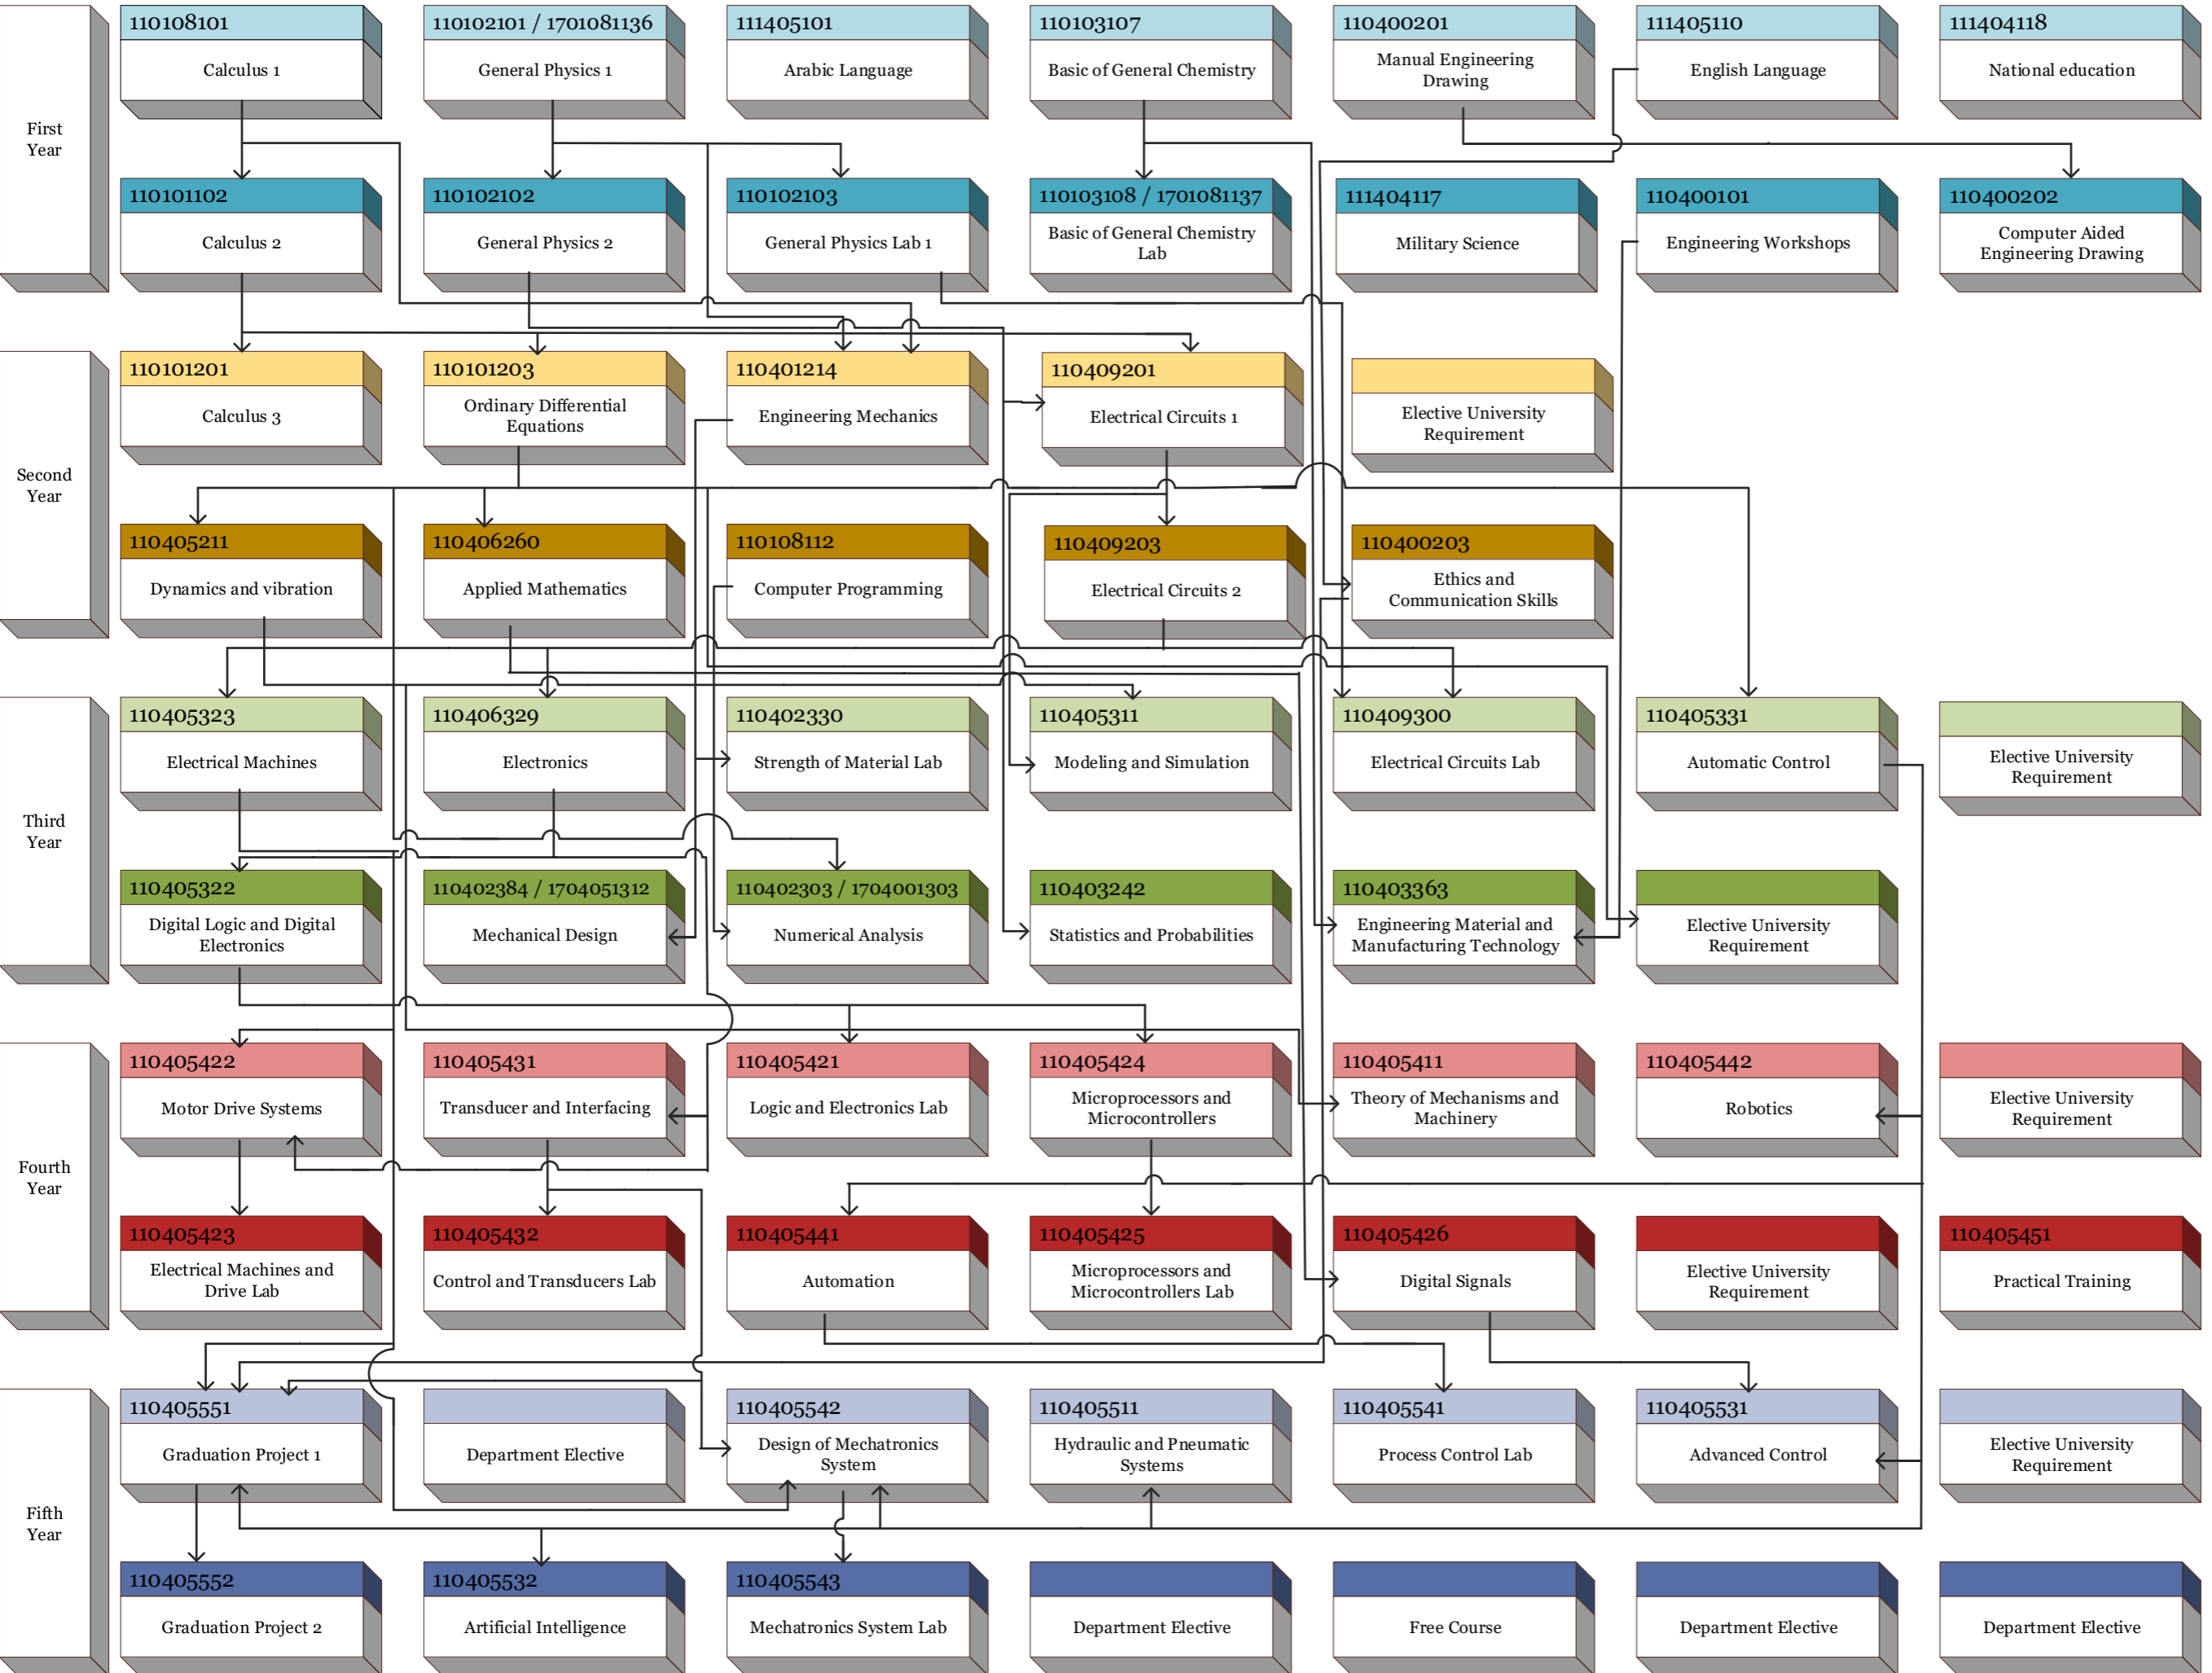 110108101
110102101 / 1701081136
111405101
110103107
110400201
111405110
111404118
Calculus 1
General Physics 1
Arabic Language
Basic of General Chemistry
Manual Engineering
Drawing
English Language
National education
First
Year
110101102
110102102
110102103
110103108 / 1701081137
111404117
110400101
110400202
Calculus 2
General Physics 2
General Physics Lab 1
Basic of General Chemistry
Lab
Military Science
Engineering Workshops
Computer Aided
Engineering Drawing
110101201
110101203
110401214
110409201
Calculus 3
Ordinary Differential
Equations
Engineering Mechanics
Electrical Circuits 1
Elective University
Requirement
Second
Year
110405211
110406260
110108112
110409203
110400203
Dynamics and vibration
Applied Mathematics
Computer Programming
Electrical Circuits 2
Ethics and
Communication Skills
110405323
110406329
110402330
110405311
110409300
110405331
Electrical Machines
Electronics
Strength of Material Lab
Modeling and Simulation
Electrical Circuits Lab
Automatic Control
Elective University
Requirement
Third
Year
110405322
110402384 / 1704051312
110402303 / 1704001303
110403242
110403363
Digital Logic and Digital
Electronics
Mechanical Design
Numerical Analysis
Statistics and Probabilities
Engineering Material and
Manufacturing Technology
Elective University
Requirement
110405422
110405431
110405421
110405424
110405411
110405442
Motor Drive Systems
Transducer and Interfacing
Logic and Electronics Lab
Microprocessors and
Microcontrollers
Theory of Mechanisms and
Machinery
Robotics
Elective University
Requirement
Fourth
Year
110405423
110405432
110405441
110405425
110405426
110405451
Electrical Machines and
Drive Lab
Control and Transducers Lab
Automation
Microprocessors and
Microcontrollers Lab
Digital Signals
Elective University
Requirement
Practical Training
110405551
110405542
110405511
110405541
110405531
Graduation Project 1
Department Elective
Design of Mechatronics
System
Hydraulic and Pneumatic
Systems
Process Control Lab
Advanced Control
Elective University
Requirement
Fifth
Year
110405552
110405532
110405543
Graduation Project 2
Artificial Intelligence
Mechatronics System Lab
Department Elective
Free Course
Department Elective
Department Elective